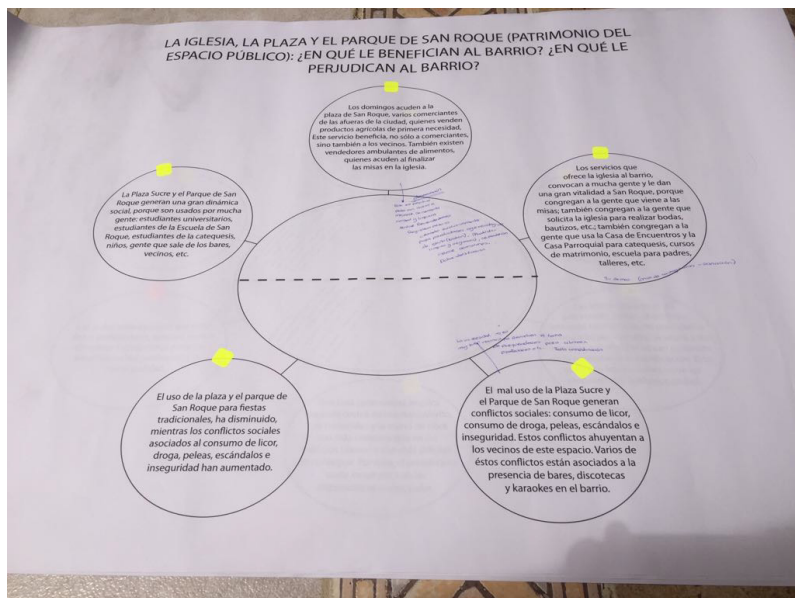 LA IGLESIA, LA PLAZA Y EL PARQUE DE SAN ROQUE (PATRIMONIO DEL
ESPACIO PÚBLICO): ¿EN QUÉ LE BENEFICIAN AL BARRIO? ¿EN QUÉ LE
PERJUDICAN AL BARRIO?
Los domingos acuden a la
plaza de San Roque, varios comerciantes
de las afueras de la ciudad, quienes venden
productos agrícolas de primera necesidad.
Este servicio beneficia, no sólo a comerciantes,
sino también a los vecinos. También existen
vendedores ambulantes de alimentos,
quienes acuden al finalizar
las misas en la iglesia.
La Plaza Sucre y el Parque de San
Roque generan una gran dinámica
social, porque son usados por mucha
gente: estudiantes universitarios,
estudiantes de la Escuela de San
Roque, estudiantes de la catequesis,
niños, gente que sale de los bares,
vecinos, etc.
Los servicios que
ofrece la iglesia al barrio,
convocan a mucha gente y le dan
una gran vitalidad a San Roque, porque
congregan a la gente que viene a las
misas; también congregan a la gente que
solicita la iglesia para realizar bodas,
bautizos, etc.; también congregan a la
gente que usa la Casa de Encuentros y la
Casa Parroquial para catequesis, cursos
de matrimonio, escuela para padres,
talleres, etc.
El uso de la plaza y el parque de
San Roque para fiestas
tradicionales, ha disminuido,
mientras los conflictos sociales
asociados al consumo de licor,
droga, peleas, escándalos e
inseguridad han aumentado.
El mal uso de la Plaza Sucre y
el Parque de San Roque generan
conflictos sociales: consumo de licor,
consumo de droga, peleas, escándalos e
inseguridad. Estos conflictos ahuyentan a
los vecinos de este espacio. Varios de
éstos conflictos están asociados a la
presencia de bares, discotecas
y karaokes en el barrio.